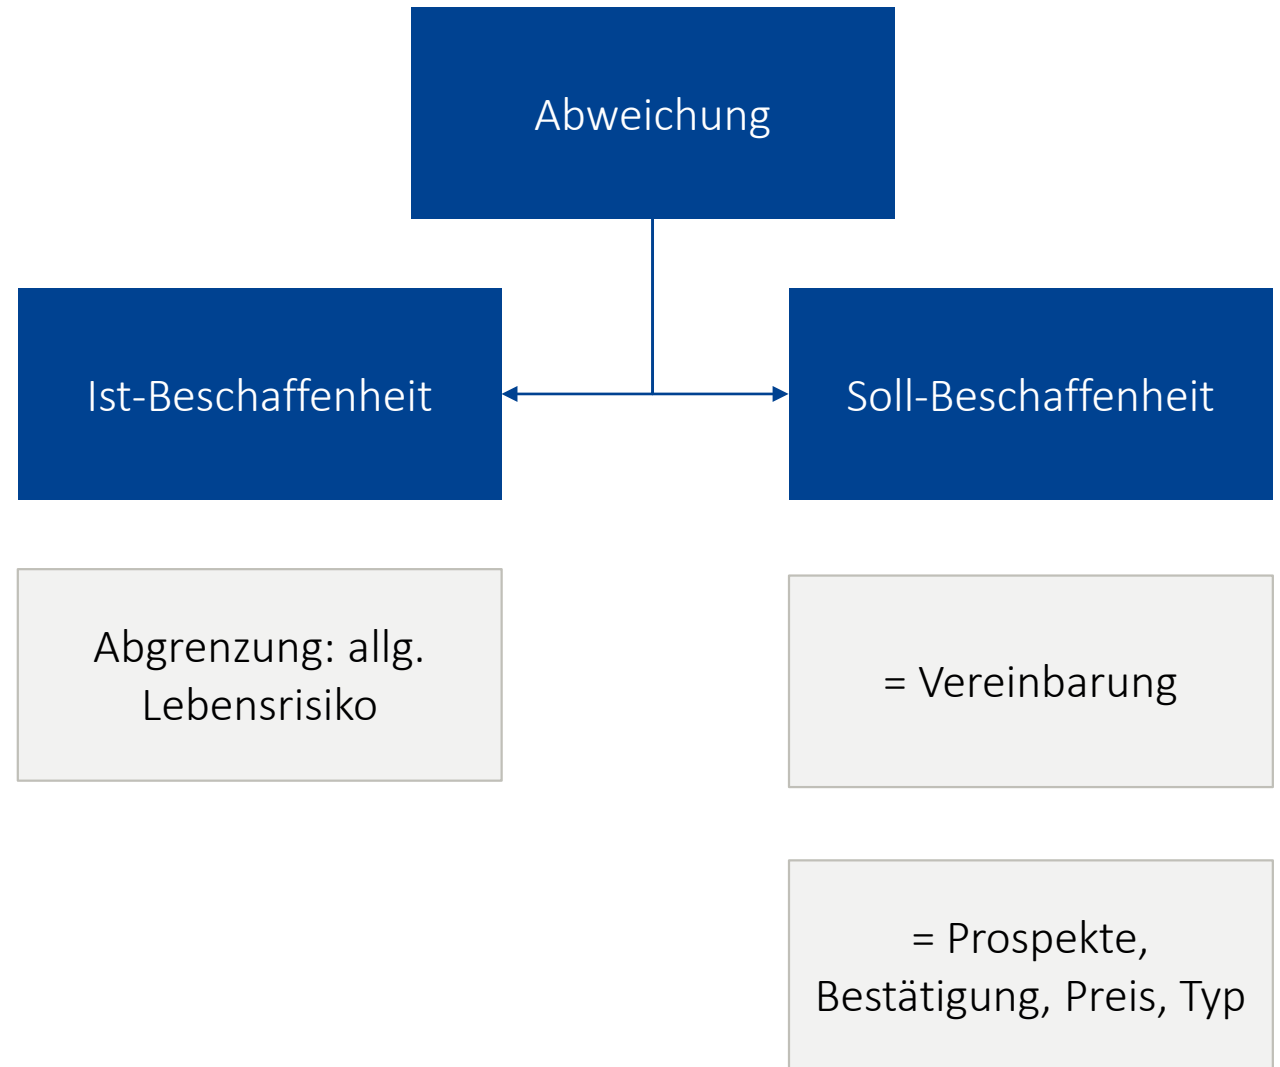 Abweichung
Ist-Beschaffenheit
Soll-Beschaffenheit
Abgrenzung: allg.
Lebensrisiko
= Vereinbarung
= Prospekte,
Bestätigung, Preis, Typ